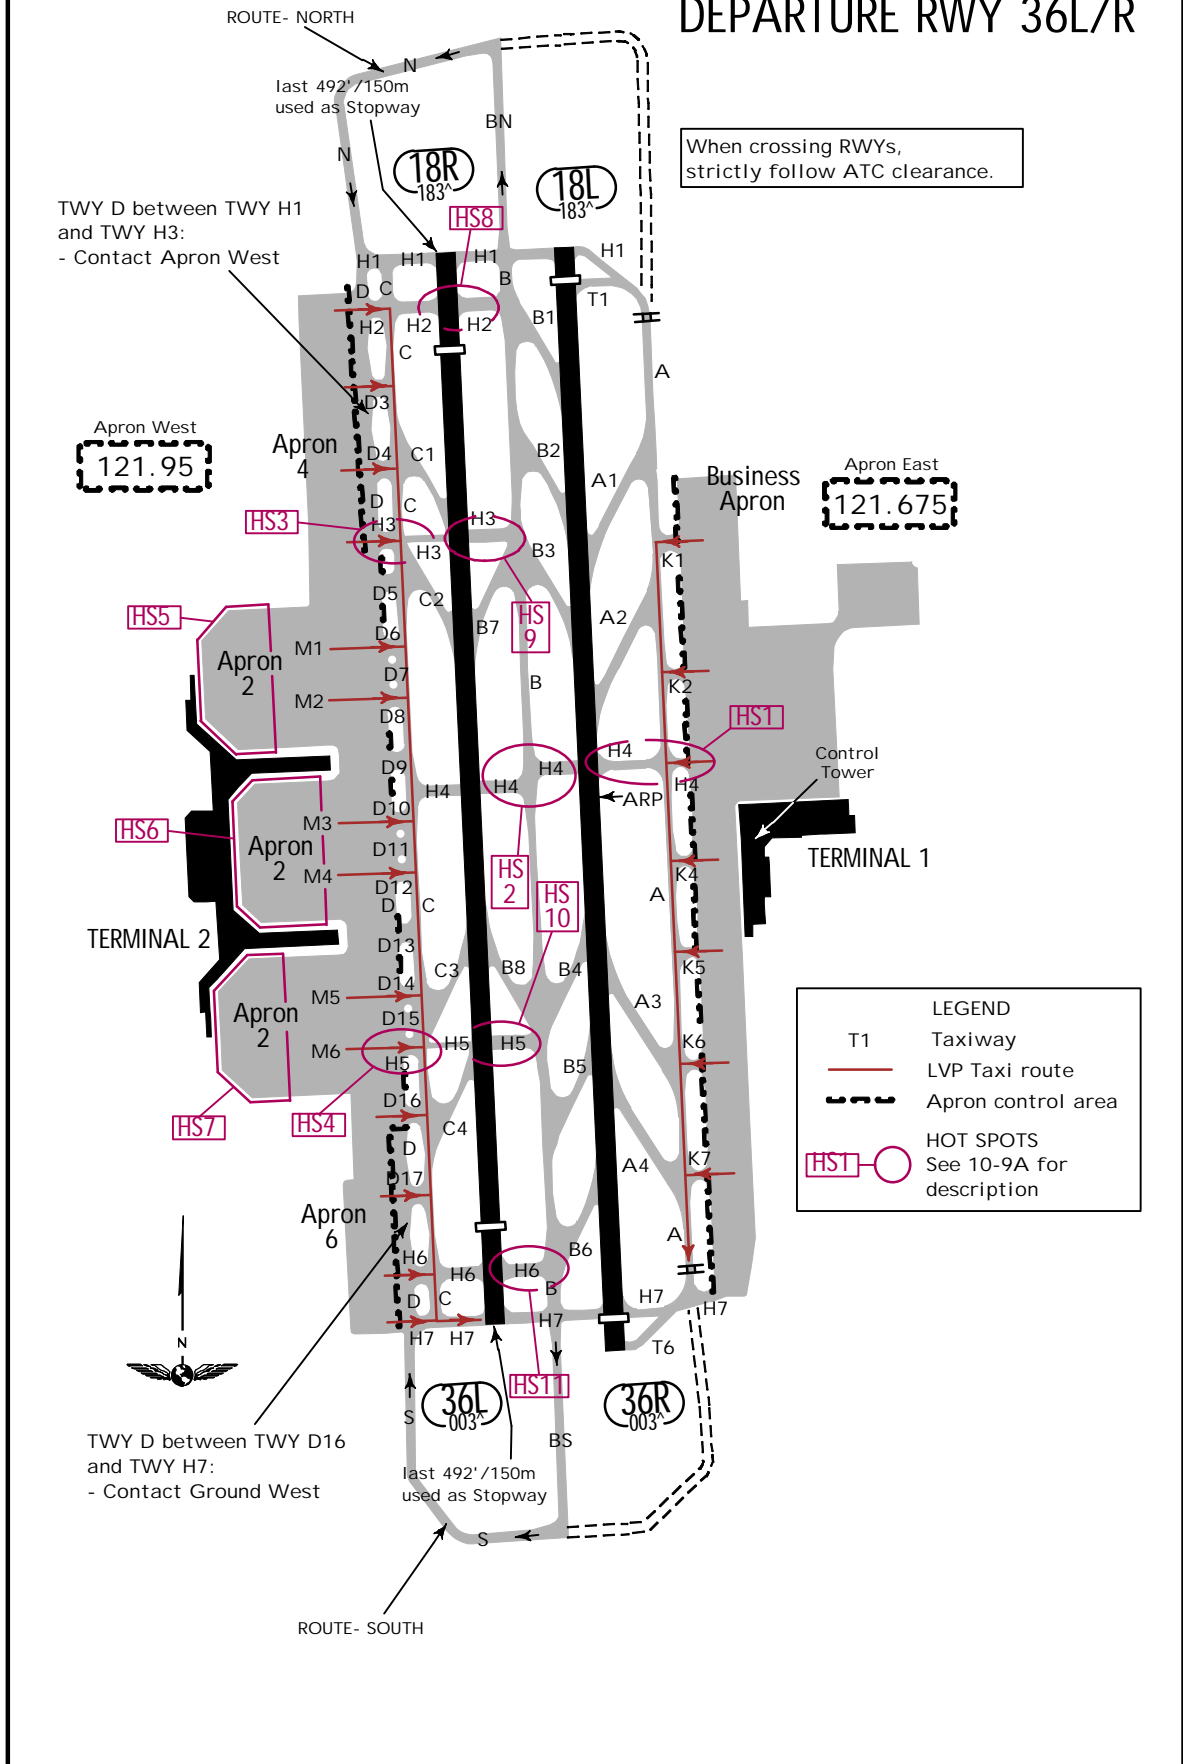 DEPARTURE RWY 36L/R
ROUTE- NORTH
N
last 492'/150m
used as Stopway
BN
When crossing RWYs,
strictly follow ATC clearance.
N
18R
183^
18L
183^
TWY D between TWY H1
and TWY H3:
- Contact Apron West
HS8
H1 H1 H1 H1
D C B T1
H2 H2 H2 B1
C A
D3
Apron West
121.95
Apron
4
D4 C1 B2 A1
Business
Apron
Apron East
121.675
D C
HS3
H3 H3 H3 B3
K1
D5 C2
HS
9
A2
HS5
D6 B7
M1
Apron
2
D7 B K2
M2
D8
HS1
H4
Control
Tower
D9 H4
H4 H4 H4
D10 ARP
HS6
M3
Apron
2
D11
TERMINAL 1
M4
D12
HS
2
K4
D C
HS
10
A
TERMINAL 2
D13
C3 B8 B4 K5
D14
M5
A3
Apron
2
D15
LEGEND
T1 Taxiway
LVP Taxi route
Apron control area
HS1
HOT SPOTS
See 10-9A for
description
H5 H5 K6
M6
H5 B5
D16
HS7
HS4
C4
D
A4 K7
D17
Apron
6
A
H6 H6 H6 B6
D C B H7 H7
H7 H7 H7
T6
N
HS11
36L
003^
36R
003^
S
BS
TWY D between TWY D16
and TWY H7:
- Contact Ground West
last 492'/150m
used as Stopway
S
ROUTE- SOUTH